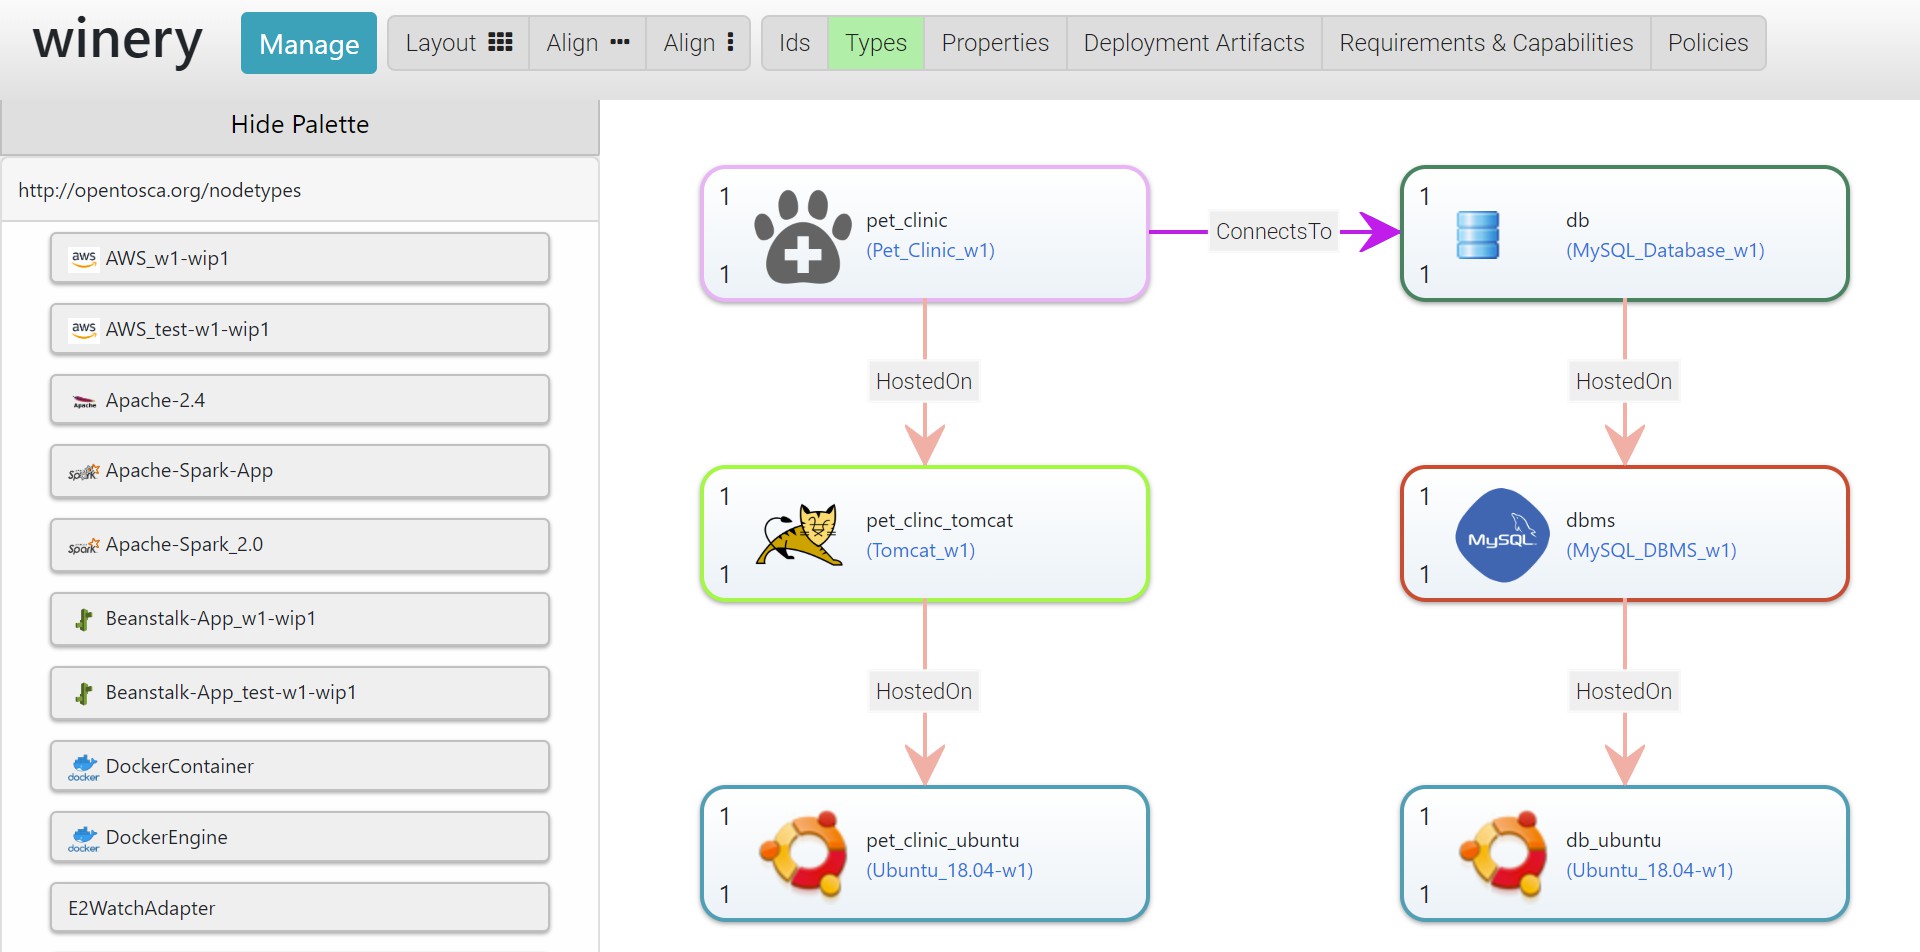 winery
Manage
Layout
Align
Align
Ids
Types
Properties
Deployment Artifacts
Requirements & Capabilities
Policies
Hide Palette
http://opentosca.org/nodetypes
aws AWS_w1-wip1
aws AWS_test-w1-wip1
Apache Apache-2.4
Spark Apache-Spark-App
Spark Apache-Spark_2.0
Beanstalk-App_w1-wip1
Beanstalk-App_test-w1-wip1
docker DockerContainer
docker DockerEngine
E2WatchAdapter
1
pet_clinic
(Pet_Clinic_w1)
1
ConnectsTo
1
db
(MySQL_Database_w1)
1
HostedOn
HostedOn
1
pet_clinc_tomcat
(Tomcat_w1)
1
1
MySQL
dbms
(MySQL_DBMS_w1)
1
HostedOn
HostedOn
1
pet_clinic_ubuntu
(Ubuntu_18.04-w1)
1
1
db_ubuntu
(Ubuntu_18.04-w1)
1